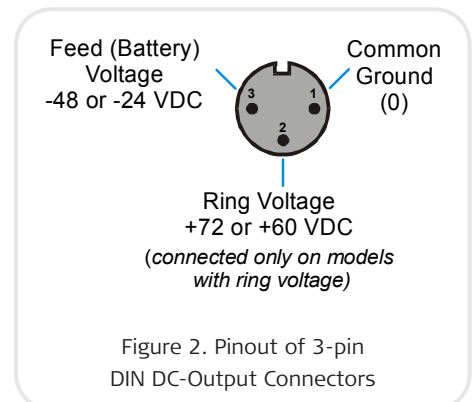 Feed (Battery)
Voltage
-48 or -24 VDC
Common
Ground
(0)
3
1
2
Ring Voltage
+72 or +60 VDC
(connected only on models
with ring voltage)
Figure 2. Pinout of 3-pin
DIN DC-Output Connectors